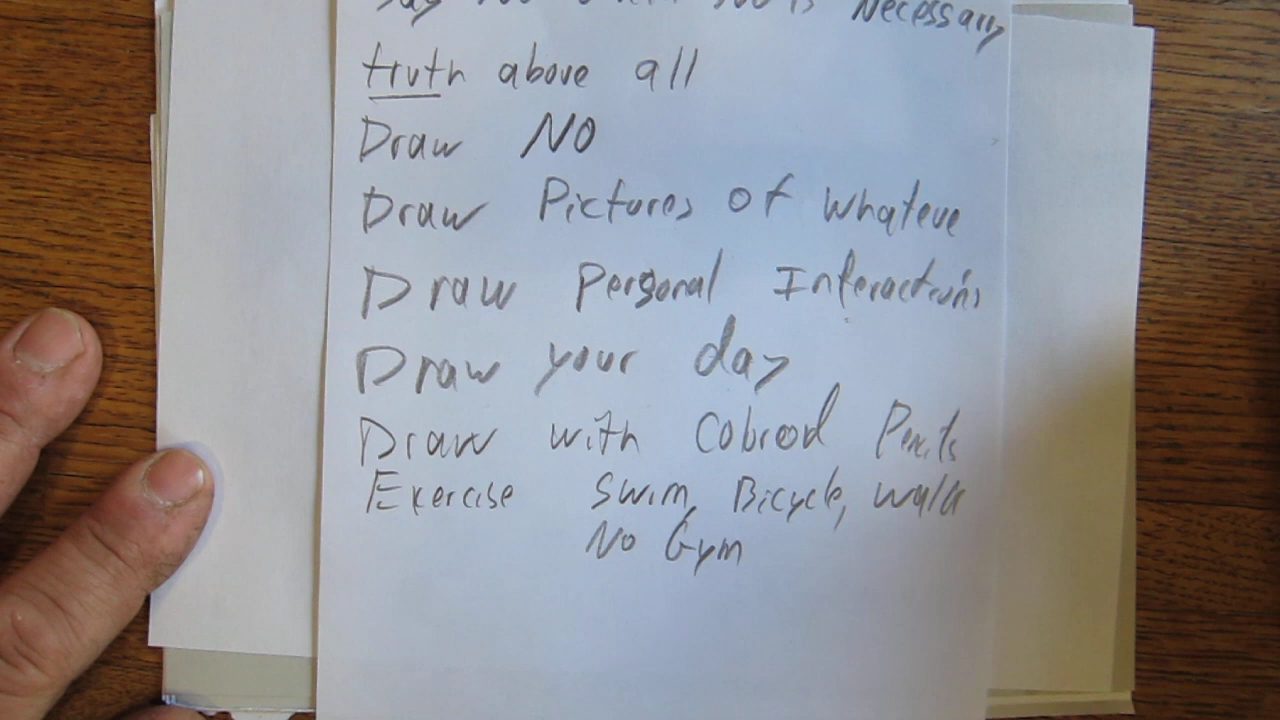 Necessary
truth above all
Draw NO
Draw Pictures of whateve
Draw Personal Interactions
Draw your day
Draw with Colored Pencils
Exercise Swim, Bicycle, walk
No Gym